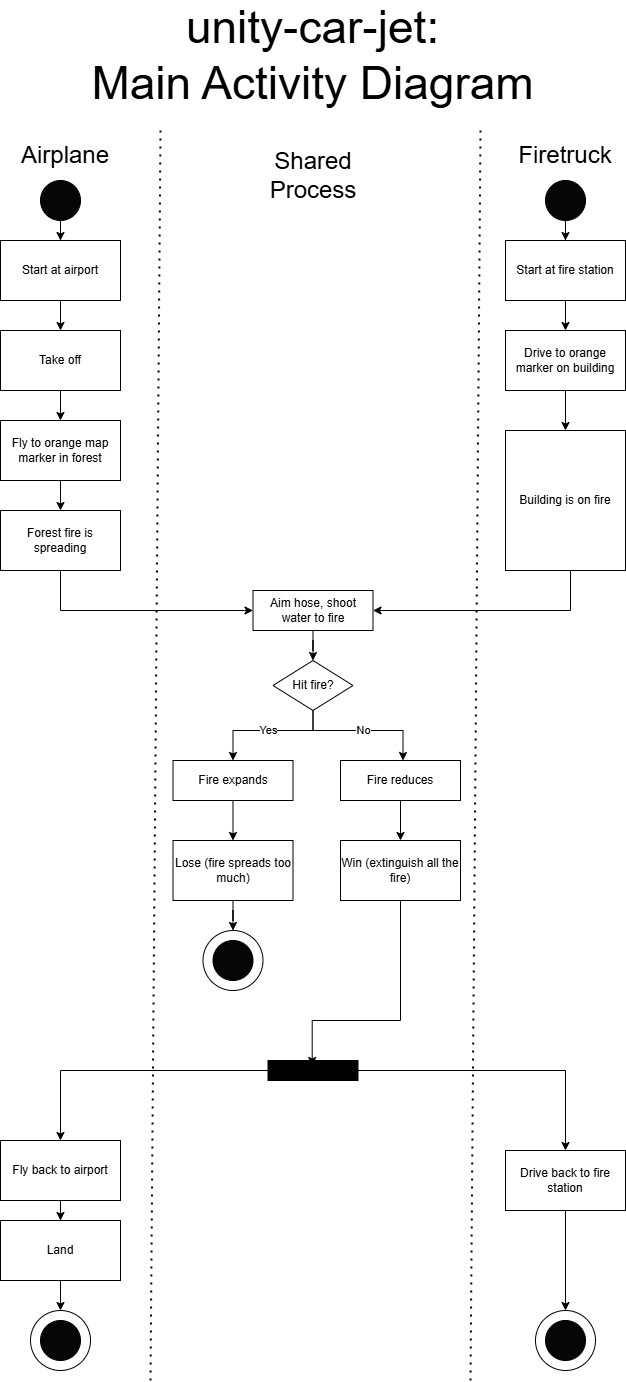 unity-car-jet:
Main Activity Diagram
Airplane
Shared
Process
Firetruck
Start at airport
Start at fire station
Take off
Drive to orange
marker on building
Fly to orange map
marker in forest
Building is on fire
Forest fire is
spreading
Aim hose, shoot
water to fire
Hit fire?
Yes
No
Fire expands
Fire reduces
Lose (fire spreads too
much)
Win (extinguish all the
fire)
Fly back to airport
Drive back to fire
station
Land